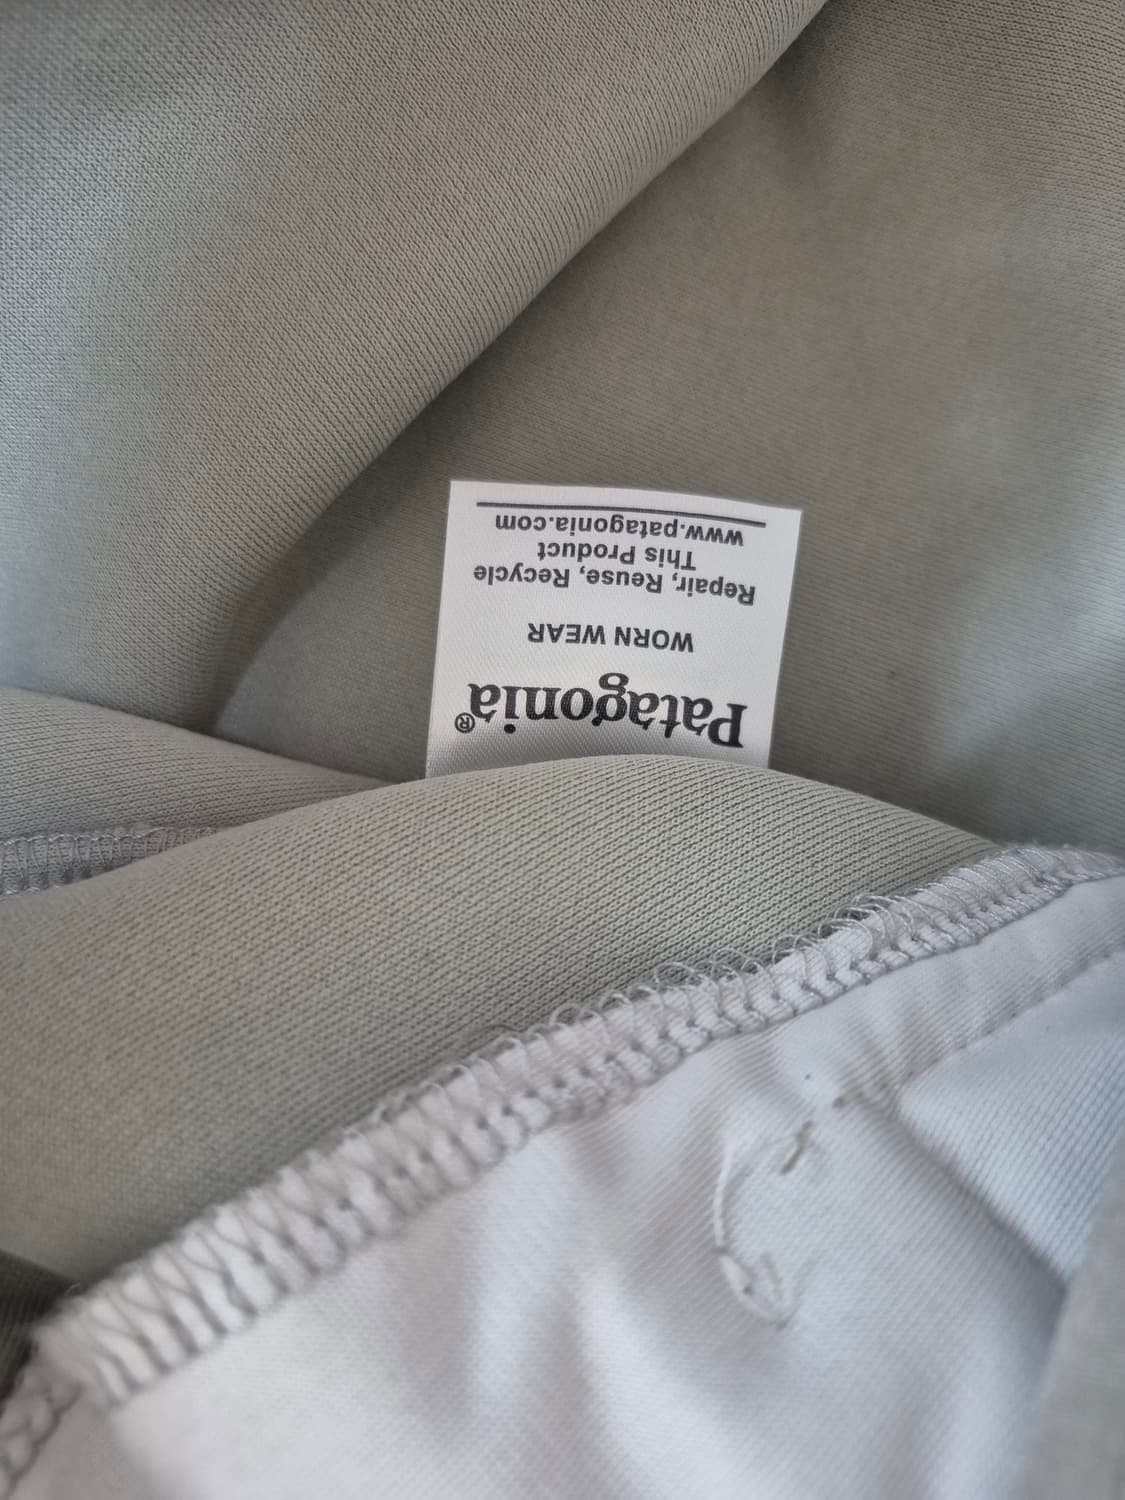 Patagonia®
WORN WEAR
Repair, Reuse, Recycle
This Product
www.patagonia.com